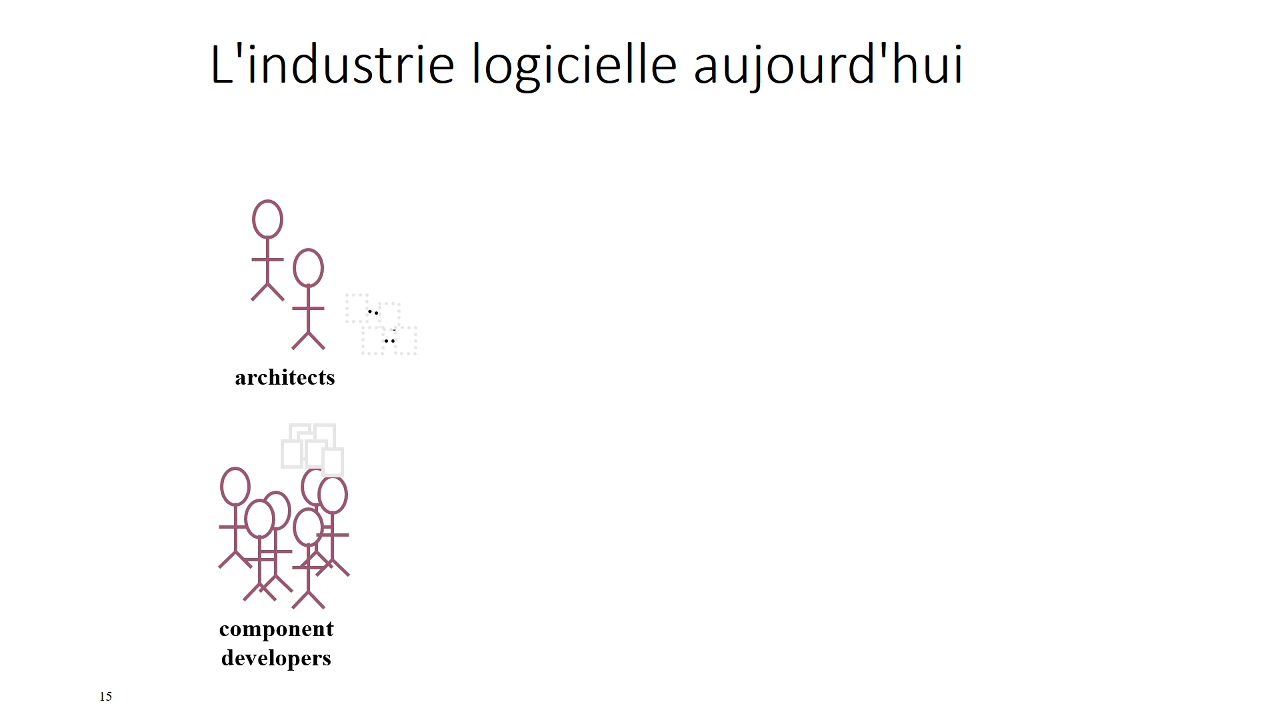 L'industrie logicielle aujourd'hui
architects
component
developers
15